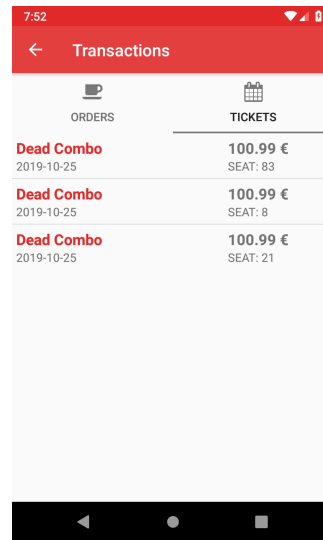 7:52
Transactions
ORDERS
TICKETS
Dead Combo
100.99 €
2019-10-25
SEAT: 83
Dead Combo
100.99 €
2019-10-25
SEAT: 8
Dead Combo
100.99 €
2019-10-25
SEAT: 21